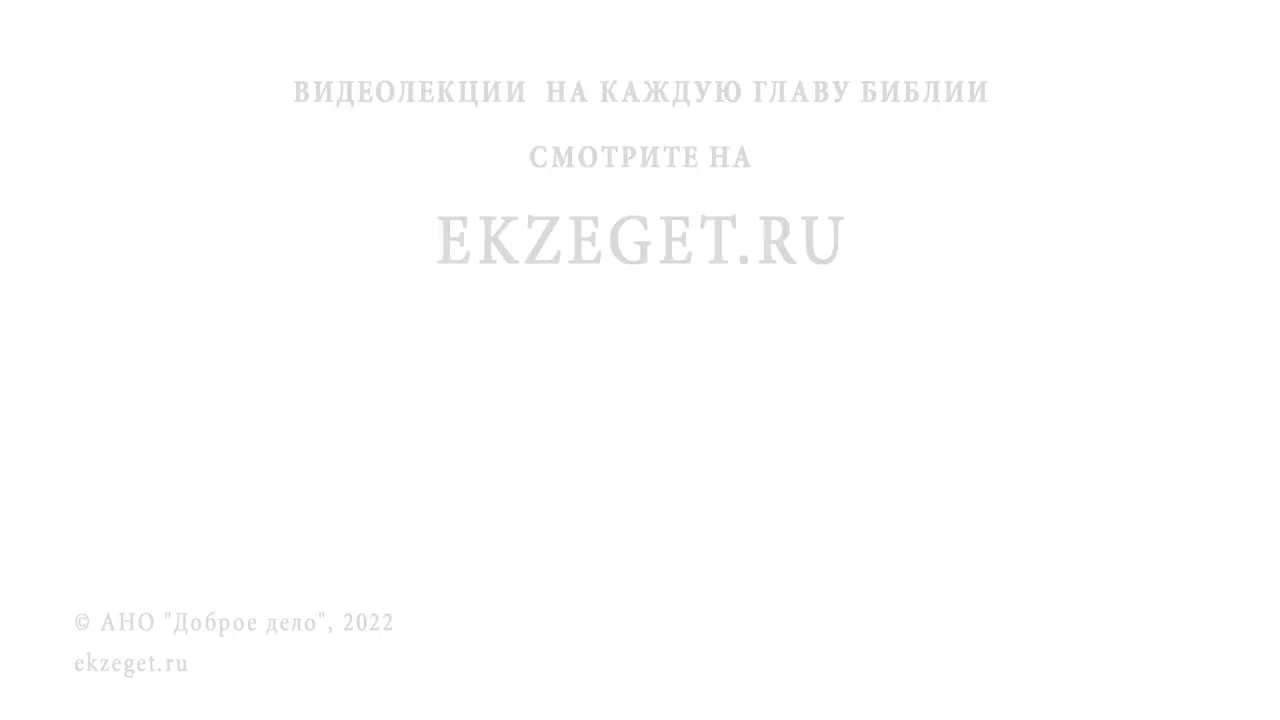 ВИДЕОЛЕКЦИИ НА КАЖДУЮ ГЛАВУ БИБЛИИ
СМОТРИТЕ НА
EKZEGET.RU
© АНО "Доброе дело", 2022
ekzeget.ru